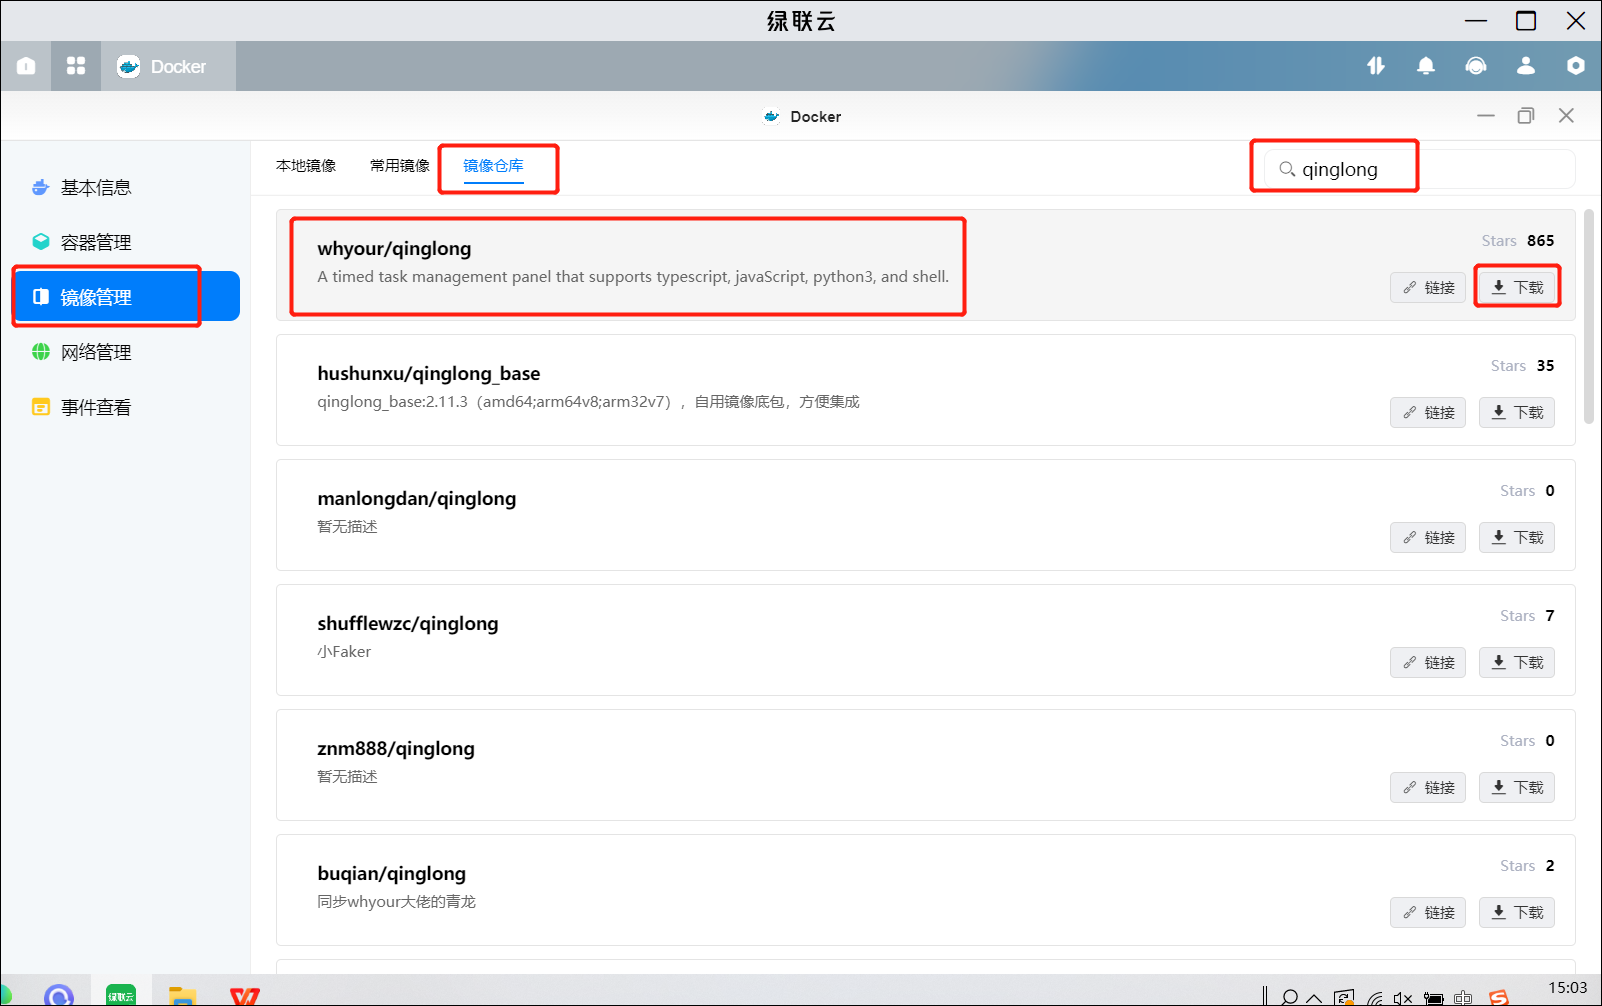 绿联云
Docker
Docker
本地镜像
常用镜像
镜像仓库
qinglong
基本信息
容器管理
镜像管理
网络管理
事件查看
whyour/qinglong
A timed task management panel that supports typescript, javaScript, python3, and shell.
Stars 865
链接
下载
hushunxu/qinglong_base
qinglong_base:2.11.3（amd64;arm64v8;arm32v7），自用镜像底包，方便集成
Stars 35
链接
下载
manlongdan/qinglong
暂无描述
Stars 0
链接
下载
shufflewzc/qinglong
小Faker
Stars 7
链接
下载
znm888/qinglong
暂无描述
Stars 0
链接
下载
buqian/qinglong
同步whyour大佬的青龙
Stars 2
链接
下载
绿联云
中
15:03